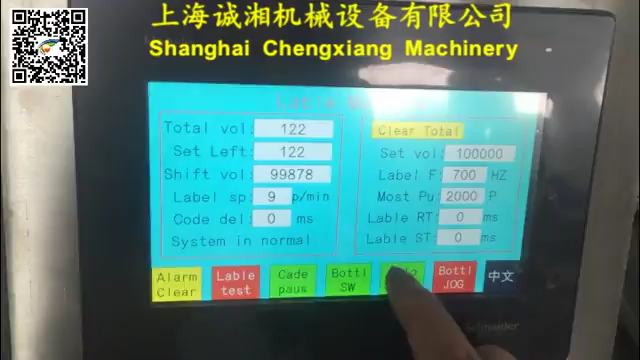 上海诚湘机械设备有限公司
Shanghai Chengxiang Machinery
Lable
Total vol: 122
Set Left: 122
Shift vol: 99878
Label sp: 9 p/min
Code del: 0 ms
System in normal
Clear Total
Set vol: 100000
Label F: 700 HZ
Most Pu: 2000 P
Lable RT: 0 ms
Lable ST: 0 ms
Alarm Clear
Lable test
Cade paus
Bottl SW
Bottl JOG
中文
Schneider